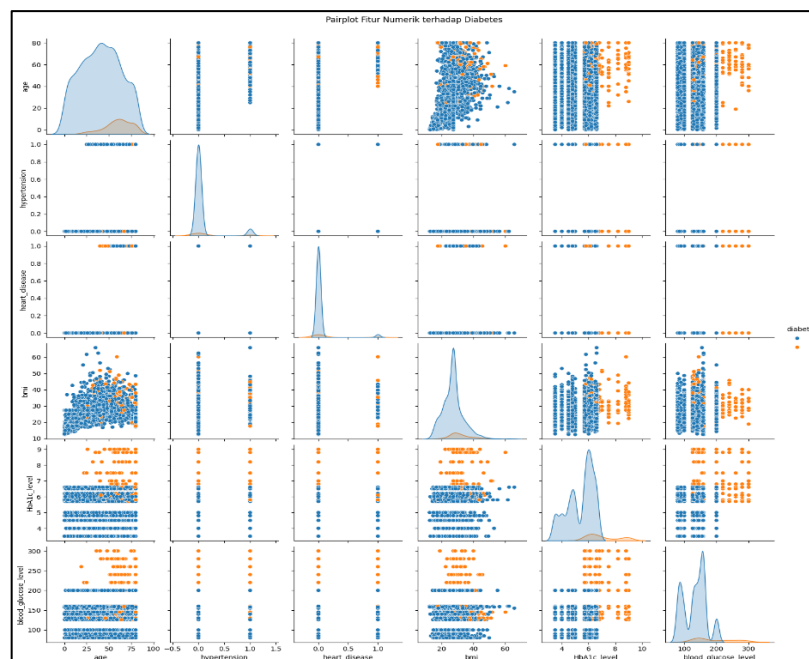 Pairplot Fitur Numerik terhadap Diabetes
80
60
40
20
0
age
1.0
0.8
0.6
0.4
0.2
0.0
hypertension
1.0
0.8
0.6
0.4
0.2
0.0
heart_disease
diabet
60
50
40
30
20
10
bmi
9
8
7
6
5
4
HbA1c_level
300
250
200
150
100
blood_glucose_level
0 25 50 75 100
age
−0.5 0.0 0.5 1.0 1.5
hypertension
0.0 0.5 1.0
heart_disease
20 40 60
bmi
4 6 8 10
HbA1c_level
100 200 300
blood_glucose_level